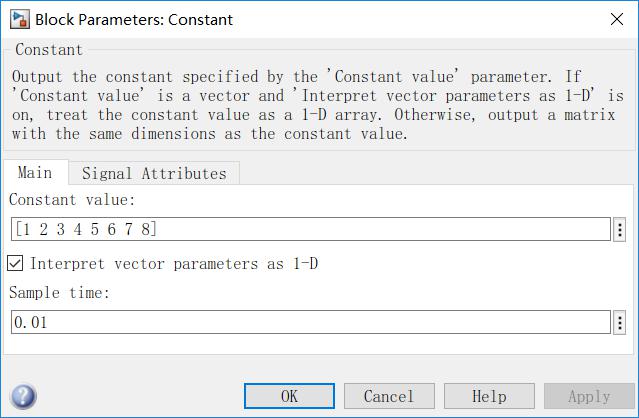 Block Parameters: Constant
Constant
Output the constant specified by the 'Constant value' parameter. If
'Constant value' is a vector and 'Interpret vector parameters as 1-D' is
on, treat the constant value as a 1-D array. Otherwise, output a matrix
with the same dimensions as the constant value.
Main Signal Attributes
Constant value:
[1 2 3 4 5 6 7 8]
Interpret vector parameters as 1-D
Sample time:
0.01
? OK Cancel Help Apply